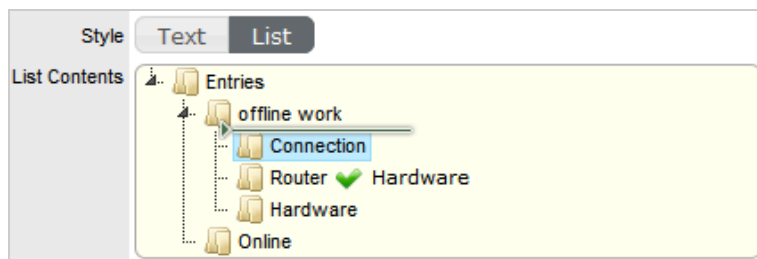 Style Text List
List Contents Entries
offline work
Connection
Router Hardware
Hardware
Online